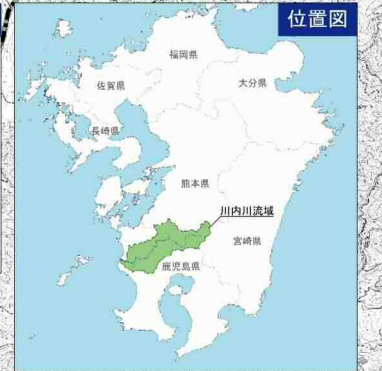 位置図
福岡県
佐賀県
大分県
長崎県
熊本県
川内川流域
宮崎県
鹿児島県